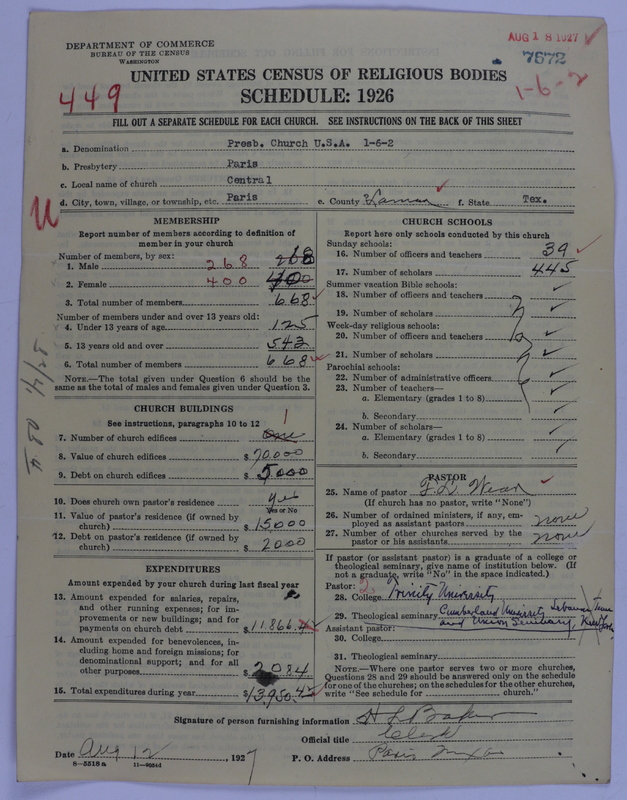 DEPARTMENT OF COMMERCE
BUREAU OF THE CENSUS
WASHINGTON
AUG 18 1927
7672
1-6-2
449
UNITED STATES CENSUS OF RELIGIOUS BODIES
SCHEDULE: 1926
FILL OUT A SEPARATE SCHEDULE FOR EACH CHURCH. SEE INSTRUCTIONS ON THE BACK OF THIS SHEET
a. Denomination Presb. Church U.S.A. 1-6-2
b. Presbytery Paris
c. Local name of church Central
d. City, town, village, or township, etc. Paris e. County Lamar f. State Tex.
MEMBERSHIP
Report number of members according to definition of
member in your church
Number of members, by sex:
1. Male 268 268
2. Female 400 400
3. Total number of members 668
Number of members under and over 13 years old:
4. Under 13 years of age 125
5. 13 years old and over 543
6. Total number of members 668
NOTE.—The total given under Question 6 should be
same as the total of males and females given under Question 3.
CHURCH BUILDINGS
See instructions, paragraphs 10 to 12
7. Number of church edifices One 1
8. Value of church edifices $ 70000
9. Debt on church edifices $ 5000
10. Does church own pastor's residence Yes
Yes or No
11. Value of pastor's residence (if owned by
church) $ 15,000
12. Debt on pastor's residence (if owned by
church) $ 2000
EXPENDITURES
Amount expended by your church during last fiscal year
13. Amount expended for salaries, repairs,
and other running expenses; for im-
provements or new buildings; and for
payments on church debt $ 11866.
14. Amount expended for benevolences, in-
cluding home and foreign missions; for
denominational support; and for all
other purposes $ 2084
15. Total expenditures during year $ 13950.
CHURCH SCHOOLS
Report here only schools conducted by this church
Sunday schools:
16. Number of officers and teachers 39
17. Number of scholars 445
Summer vacation Bible schools:
18. Number of officers and teachers
19. Number of scholars
Week-day religious schools:
20. Number of officers and teachers
21. Number of scholars
Parochial schools:
22. Number of administrative officers
23. Number of teachers—
a. Elementary (grades 1 to 8)
b. Secondary
24. Number of scholars—
a. Elementary (grades 1 to 8)
b. Secondary
PASTOR
25. Name of pastor F. L. Wear
(If church has no pastor, write "None")
26. Number of ordained ministers, if any, em-
ployed as assistant pastors none
27. Number of other churches served by the
pastor or his assistants none
If pastor (or assistant pastor) is a graduate of a college or
theological seminary, give name of institution below. (If
not a graduate, write "No" in the space indicated.)
Pastor: 2
28. College Trinity University
29. Theological seminary Cumberland University Lebanon Tenn
Assistant pastor: and Union Seminary New York
30. College
31. Theological seminary
NOTE.—Where one pastor serves two or more churches,
Questions 28 and 29 should be answered only on the schedule
for one of the churches; on the schedules for the other churches,
write "See schedule for church."
Signature of person furnishing information H L Baker
Official title Clerk
Date Aug 12, 1927 P. O. Address Paris Texas
8-5518 a